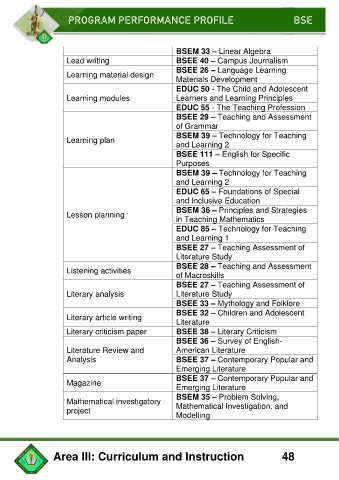 PROGRAM PERFORMANCE PROFILE BSE
BSEM 33 – Linear Algebra
Lead writing BSEE 40 – Campus Journalism
Learning material design BSEE 26 – Language Learning
Materials Development
Learning modules EDUC 50 - The Child and Adolescent
Learners and Learning Principles
EDUC 55 - The Teaching Profession
Learning plan BSEE 29 – Teaching and Assessment
of Grammar
BSEM 39 – Technology for Teaching
and Learning 2
BSEE 111 – English for Specific
Purposes
Lesson planning BSEM 39 – Technology for Teaching
and Learning 2
EDUC 65 – Foundations of Special
and Inclusive Education
BSEM 36 – Principles and Strategies
in Teaching Mathematics
EDUC 85 – Technology for Teaching
and Learning 1
BSEE 27 – Teaching Assessment of
Literature Study
Listening activities BSEE 28 – Teaching and Assessment
of Macroskills
Literary analysis BSEE 27 – Teaching Assessment of
Literature Study
BSEE 33 – Mythology and Folklore
Literary article writing BSEE 32 – Children and Adolescent
Literature
Literary criticism paper BSEE 38 – Literary Criticism
Literature Review and
Analysis
BSEE 36 – Survey of English-
American Literature
BSEE 37 – Contemporary Popular and
Emerging Literature
Magazine BSEE 37 – Contemporary Popular and
Emerging Literature
Mathematical investigatory
project
BSEM 35 – Problem Solving,
Mathematical Investigation, and
Modelling
Area III: Curriculum and Instruction 48